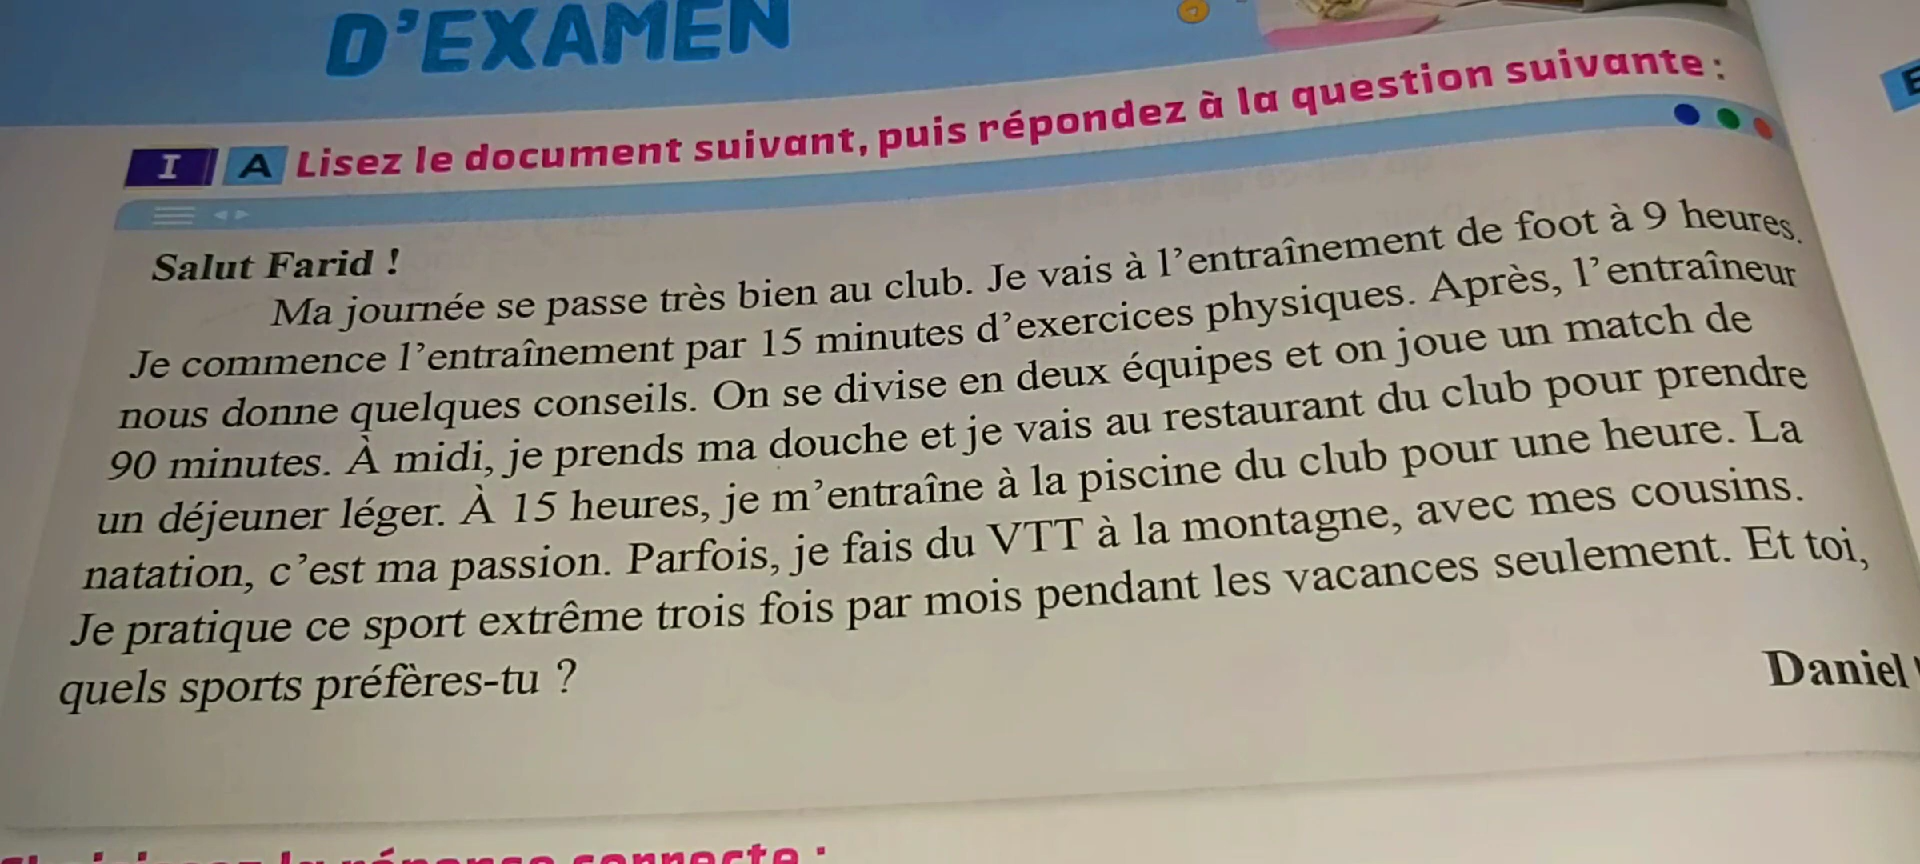 D'EXAMEN
I A Lisez le document suivant, puis répondez à la question suivante :
Salut Farid !
Ma journée se passe très bien au club. Je vais à l'entraînement de foot à 9 heures.
Je commence l'entraînement par 15 minutes d'exercices physiques. Après, l'entraîneur
nous donne quelques conseils. On se divise en deux équipes et on joue un match de
90 minutes. À midi, je prends ma douche et je vais au restaurant du club pour prendre
un déjeuner léger. À 15 heures, je m'entraîne à la piscine du club pour une heure. La
natation, c'est ma passion. Parfois, je fais du VTT à la montagne, avec mes cousins.
Je pratique ce sport extrême trois fois par mois pendant les vacances seulement. Et toi,
quels sports préfères-tu ?
Daniel
la réponse correcte :